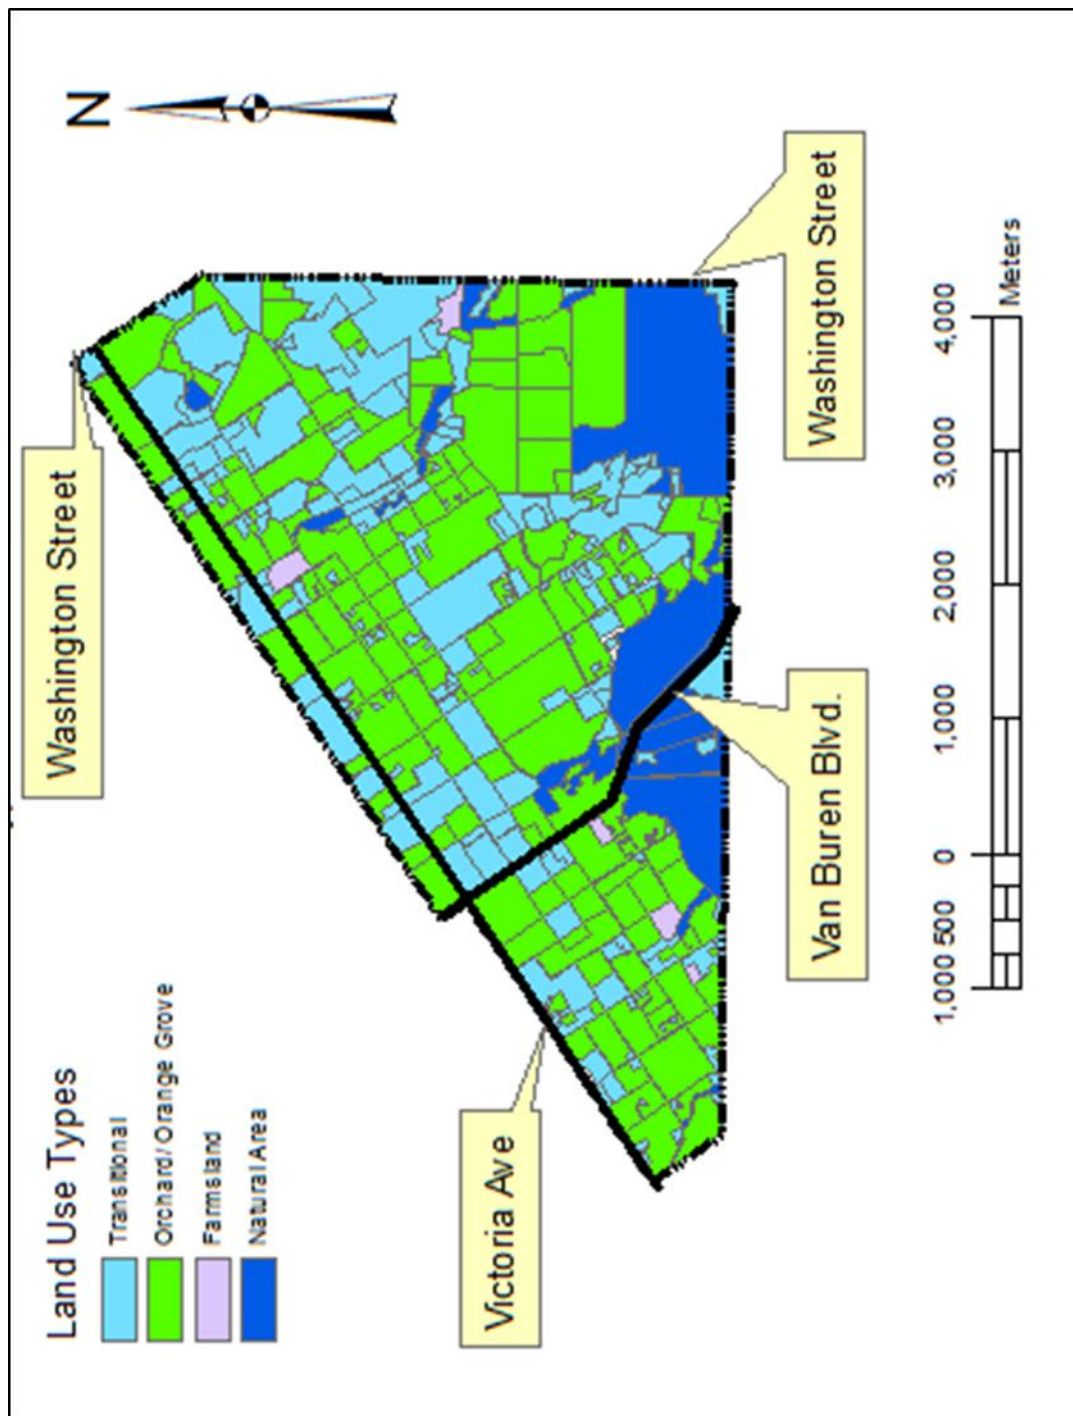 N
Washington Street
Land Use Types
Transitional
Orchard/Orange Grove
Farmsland
Natural Area
Victoria Ave
Van Buren Blvd.
Washington Street
1,000 500 0 1,000 2,000 3,000 4,000
Meters